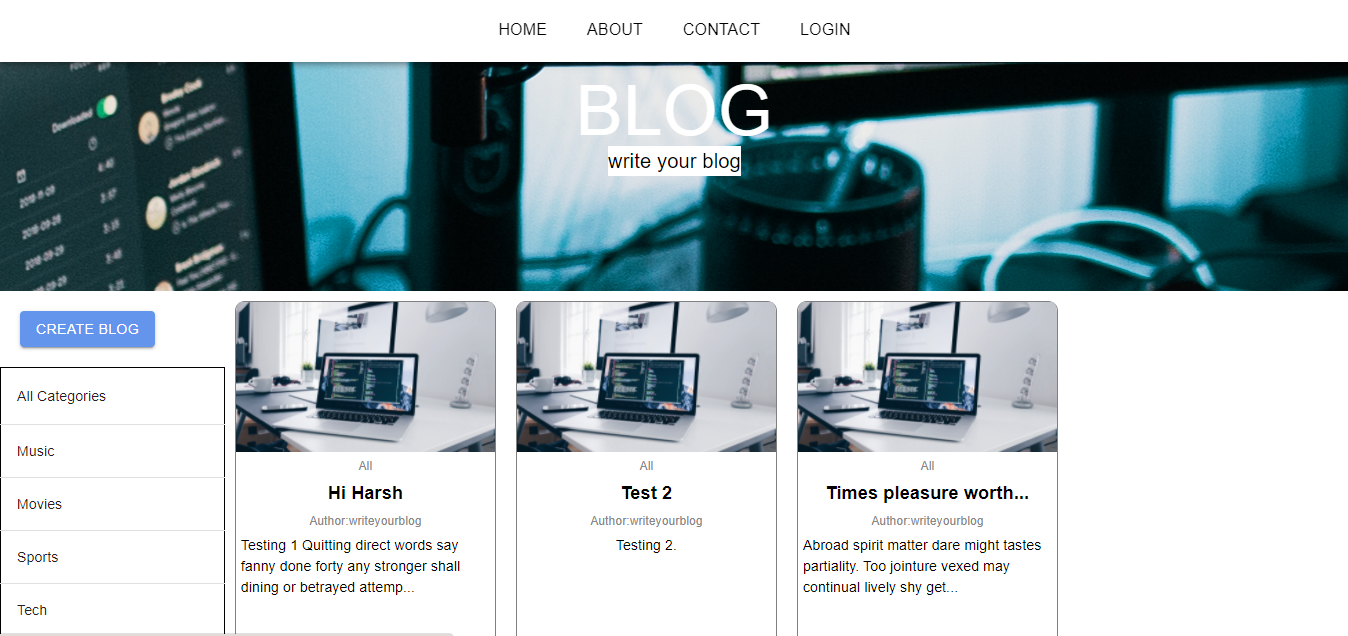 HOME ABOUT CONTACT LOGIN
BLOG
write your blog
Downloaded
CREATE BLOG
All Categories
Music
Movies
Sports
Tech
All
Hi Harsh
Author:writeyourblog
Testing 1 Quitting direct words say
fanny done forty any stronger shall
dining or betrayed attemp...
All
Test 2
Author:writeyourblog
Testing 2.
All
Times pleasure worth...
Author:writeyourblog
Abroad spirit matter dare might tastes
partiality. Too jointure vexed may
continual lively shy get...